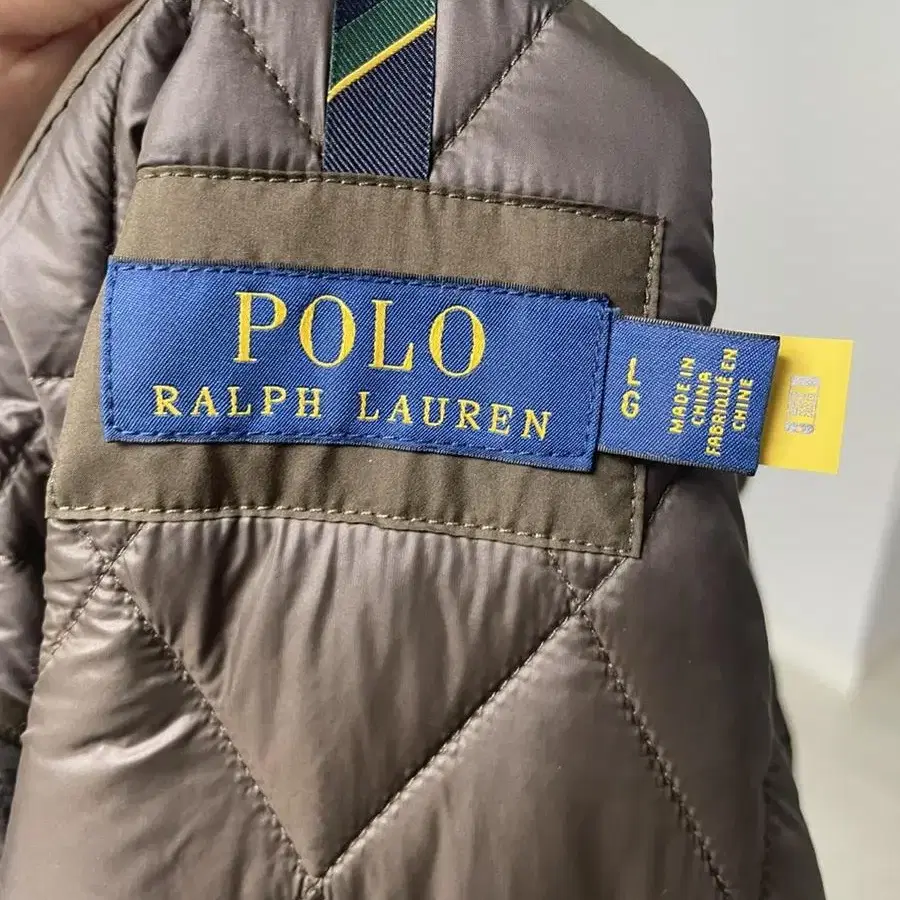 POLO
RALPH LAUREN
L
G
MADE IN
CHINA
FABRIQUÉ EN
CHINE